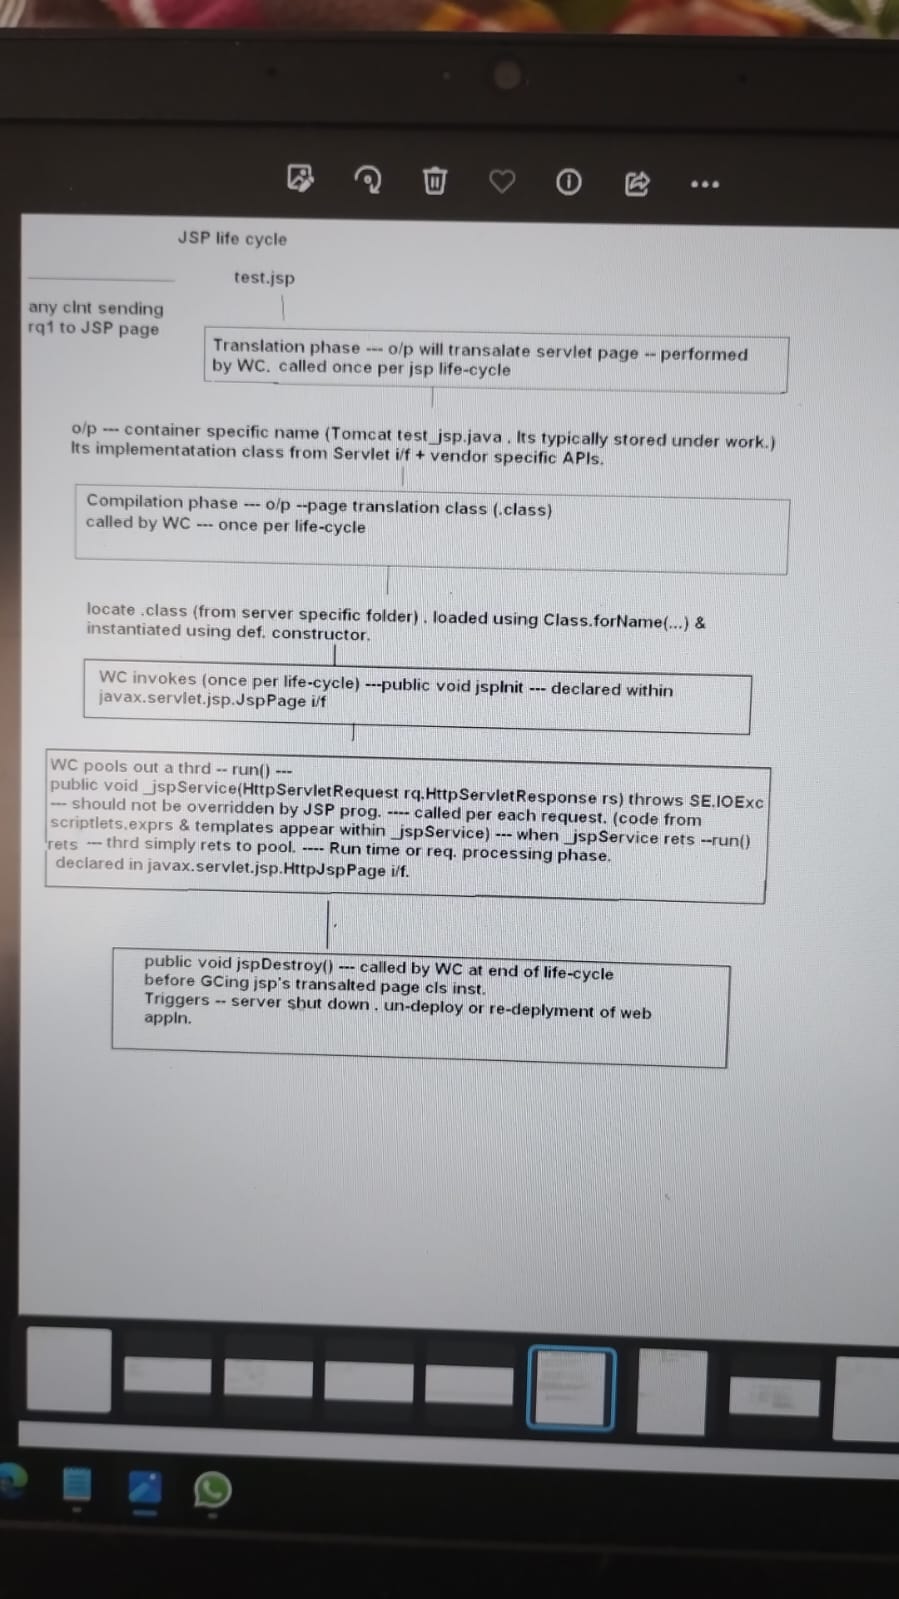 JSP life cycle
test.jsp
any clnt sending
rq1 to JSP page
Translation phase --- o/p will transalate servlet page -- performed
by WC. called once per jsp life-cycle
o/p --- container specific name (Tomcat test_jsp.java . Its typically stored under work.)
Its implementatation class from Servlet i/f + vendor specific APIs.
Compilation phase --- o/p --page translation class (.class)
called by WC --- once per life-cycle
locate .class (from server specific folder) . loaded using Class.forName(...) &
instantiated using def. constructor.
WC invokes (once per life-cycle) ---public void jspInit --- declared within
javax.servlet.jsp.JspPage i/f
WC pools out a thrd -- run() ---
public void _jspService(HttpServletRequest rq.HttpServletResponse rs) throws SE,IOExc
--- should not be overridden by JSP prog. ---- called per each request. (code from
scriptlets,exprs & templates appear within _jspService) --- when _jspService rets --run()
rets --- thrd simply rets to pool. ---- Run time or req. processing phase.
declared in javax.servlet.jsp.HttpJspPage i/f.
public void jspDestroy() --- called by WC at end of life-cycle
before GCing jsp's transalted page cls inst.
Triggers -- server shut down . un-deploy or re-deplyment of web
appln.